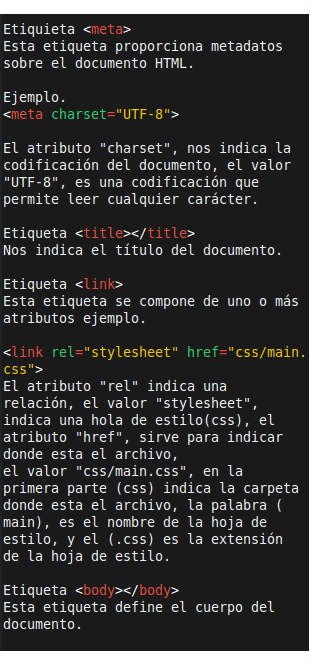 Etiquieta <meta>
Esta etiqueta proporciona metadatos
sobre el documento HTML.
Ejemplo.
<meta charset="UTF-8">
El atributo "charset", nos indica la
codificación del documento, el valor
"UTF-8", es una codificación que
permite leer cualquier carácter.
Etiqueta <title></title>
Nos indica el título del documento.
Etiqueta <link>
Esta etiqueta se compone de uno o más
atributos ejemplo.
<link rel="stylesheet" href="css/main.
css">
El atributo "rel" indica una
relación, el valor "stylesheet",
indica una hola de estilo(css), el
atributo "href", sirve para indicar
donde esta el archivo,
el valor "css/main.css", en la
primera parte (css) indica la carpeta
donde esta el archivo, la palabra (
main), es el nombre de la hoja de
estilo, y el (.css) es la extensión
de la hoja de estilo.
Etiqueta <body></body>
Esta etiqueta define el cuerpo del
documento.